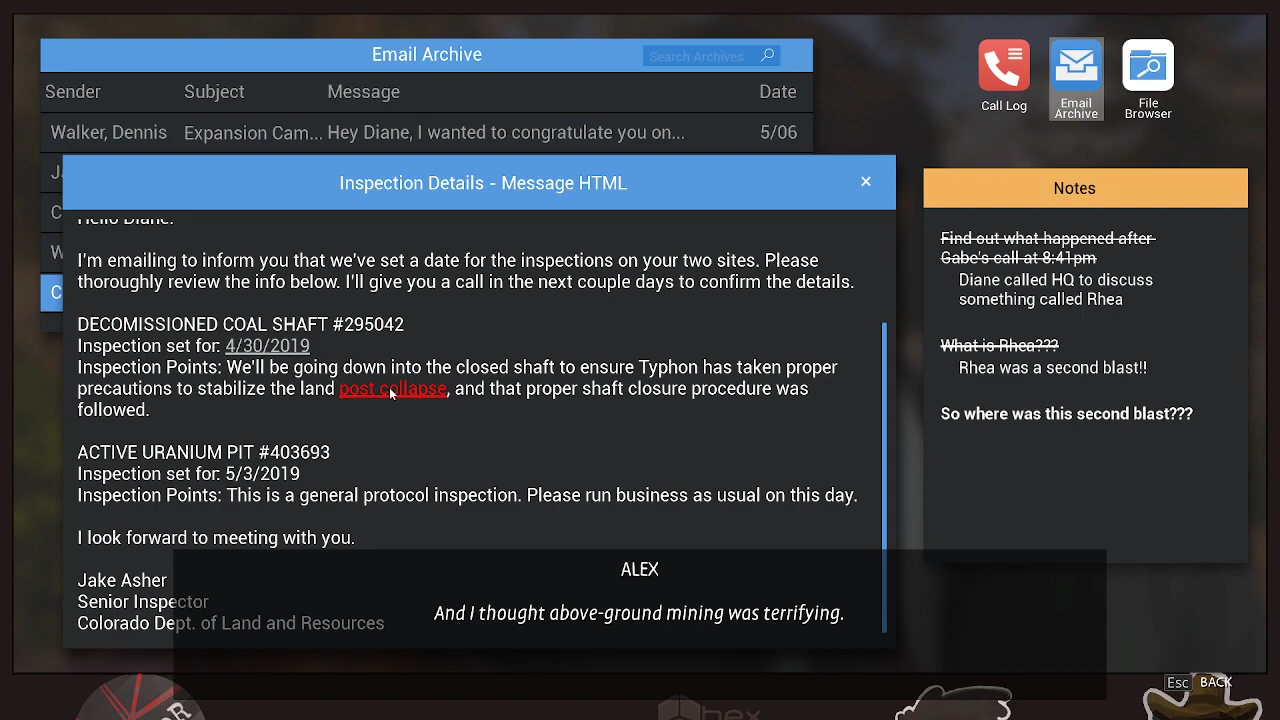 Email Archive
Search Archives
Sender Subject Message Date
Walker, Dennis Expansion Cam... Hey Diane, I wanted to congratulate you on... 5/06
Inspection Details - Message HTML
Hello Diane.
I'm emailing to inform you that we've set a date for the inspections on your two sites. Please
thoroughly review the info below. I'll give you a call in the next couple days to confirm the details.
DECOMISSIONED COAL SHAFT #295042
Inspection set for: 4/30/2019
Inspection Points: We'll be going down into the closed shaft to ensure Typhon has taken proper
precautions to stabilize the land post collapse, and that proper shaft closure procedure was
followed.
ACTIVE URANIUM PIT #403693
Inspection set for: 5/3/2019
Inspection Points: This is a general protocol inspection. Please run business as usual on this day.
I look forward to meeting with you.
Jake Asher
Senior Inspector
Colorado Dept. of Land and Resources
Call Log
Email
Archive
File
Browser
Notes
Find out what happened after
Gabe's call at 8:41pm
Diane called HQ to discuss
something called Rhea
What is Rhea???
Rhea was a second blast!!
So where was this second blast???
ALEX
And I thought above-ground mining was terrifying.
Esc BACK